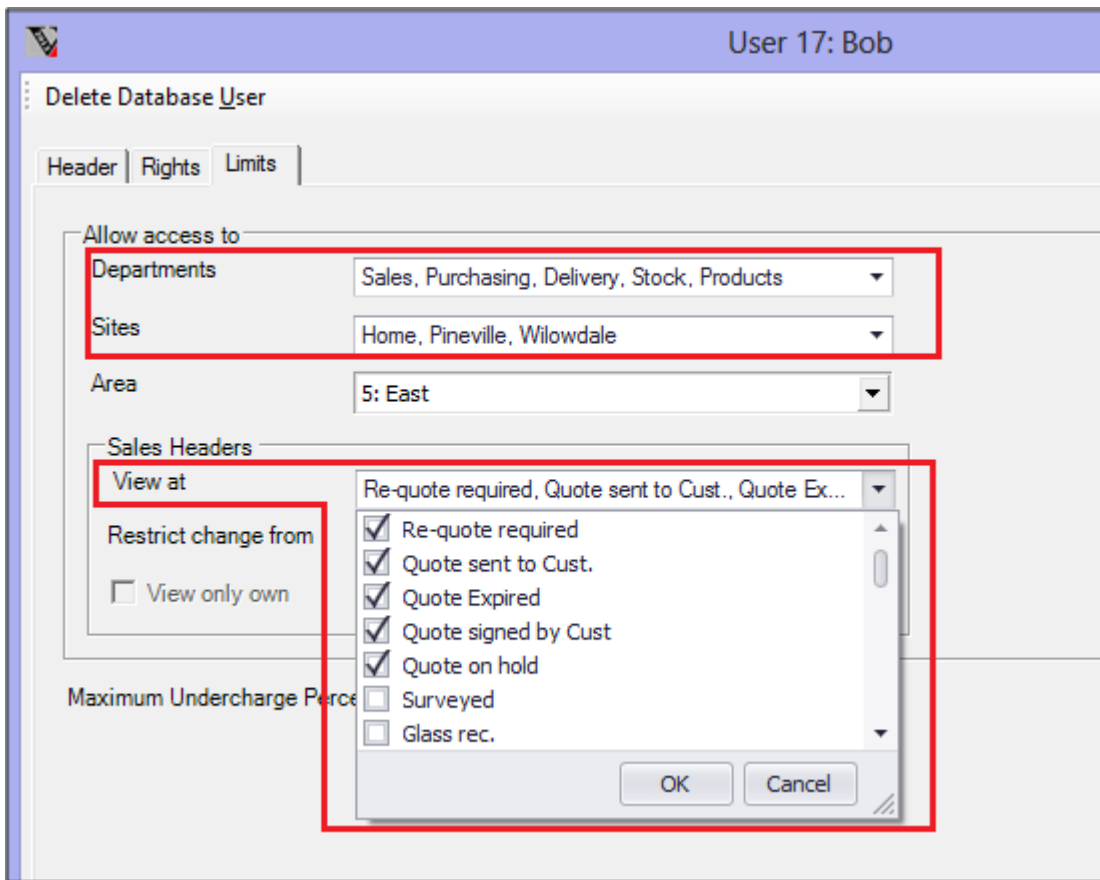 User 17: Bob
Delete Database User
Header Rights Limits
Allow access to
Departments Sales, Purchasing, Delivery, Stock, Products
Sites Home, Pineville, Wilowdale
Area 5: East
Sales Headers
View at Re-quote required, Quote sent to Cust., Quote Ex...
Re-quote required
Restrict change from
Quote sent to Cust.
View only own Quote Expired
Quote signed by Cust
Quote on hold
Maximum Undercharge Surveyed
Glass rec.
OK Cancel